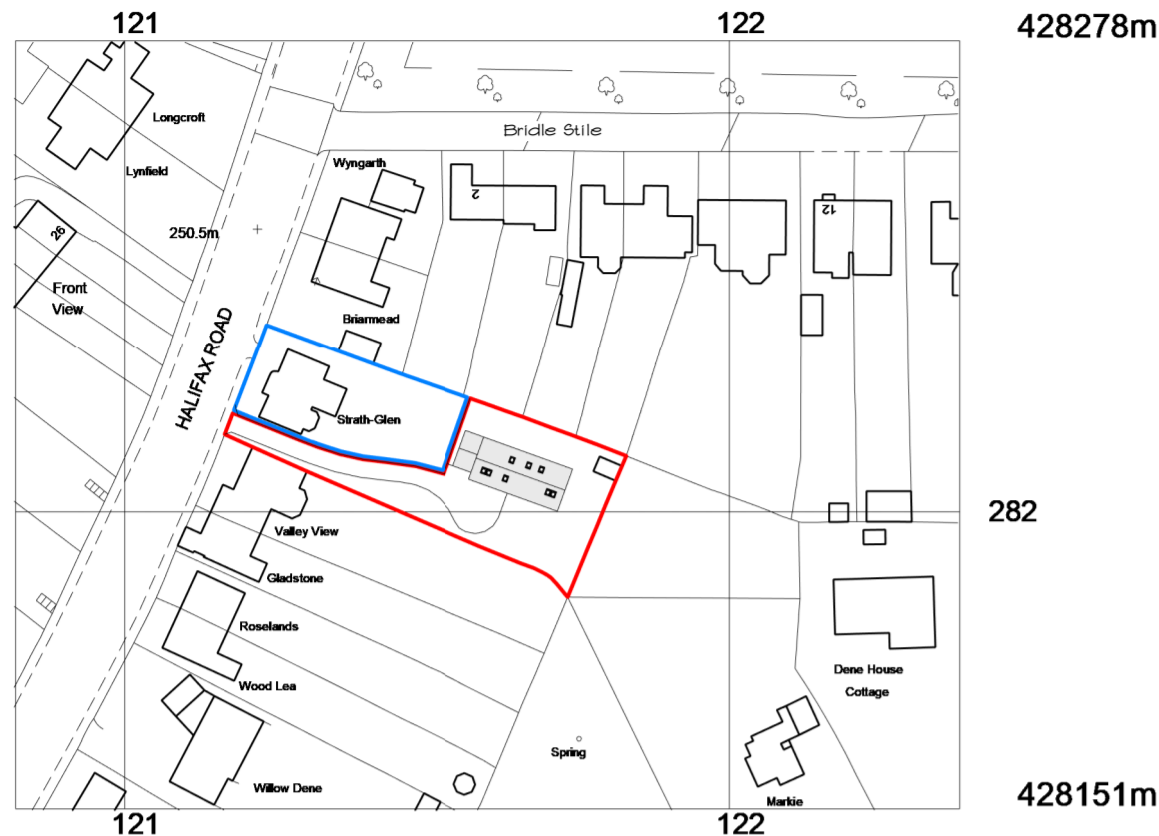 121
122
428278m
Longcroft
Bridle Stile
Wyngarth
Lynfield
2
12
26
250.5m
Front
View
Briarmead
HALIFAX ROAD
Strath-Glen
282
Valley View
Gladstone
Roselands
Dene House
Cottage
Wood Lea
Spring
Willow Dene
Markie
428151m
121
122